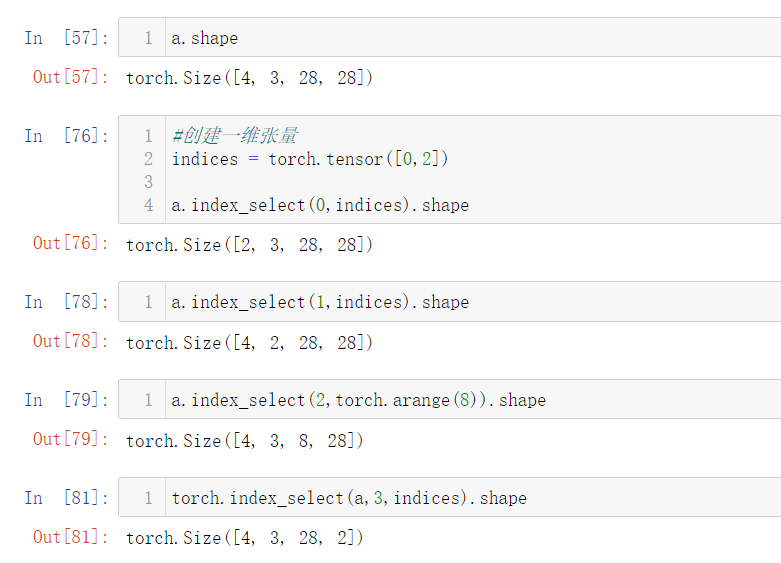 In [57]: 1 a.shape
Out[57]: torch.Size([4, 3, 28, 28])
In [76]: 1 #创建一维张量
2 indices = torch.tensor([0,2])
3
4 a.index_select(0,indices).shape
Out[76]: torch.Size([2, 3, 28, 28])
In [78]: 1 a.index_select(1,indices).shape
Out[78]: torch.Size([4, 2, 28, 28])
In [79]: 1 a.index_select(2,torch.arange(8)).shape
Out[79]: torch.Size([4, 3, 8, 28])
In [81]: 1 torch.index_select(a,3,indices).shape
Out[81]: torch.Size([4, 3, 28, 2])